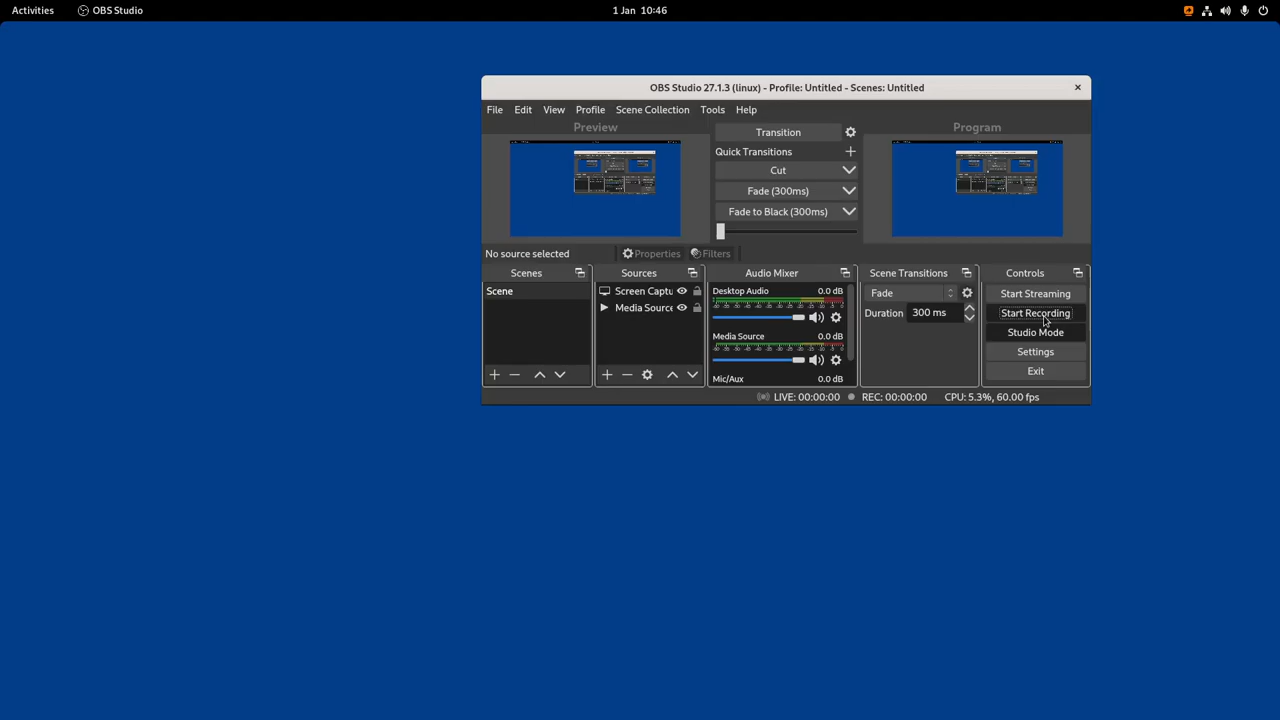 Activities
OBS Studio
1 Jan 10:46
OBS Studio 27.1.3 (linux) - Profile: Untitled - Scenes: Untitled
File Edit View Profile Scene Collection Tools Help
Preview
Transition
Program
Quick Transitions
Cut
Fade (300ms)
Fade to Black (300ms)
No source selected
Properties
Filters
Scenes
Sources
Audio Mixer
Scene Transitions
Controls
Scene
Screen Captu
Media Source
Desktop Audio 0.0 dB
Media Source 0.0 dB
Mic/Aux 0.0 dB
Fade
Duration 300 ms
Start Streaming
Start Recording
Studio Mode
Settings
Exit
LIVE: 00:00:00
REC: 00:00:00
CPU: 5.3%, 60.00 fps